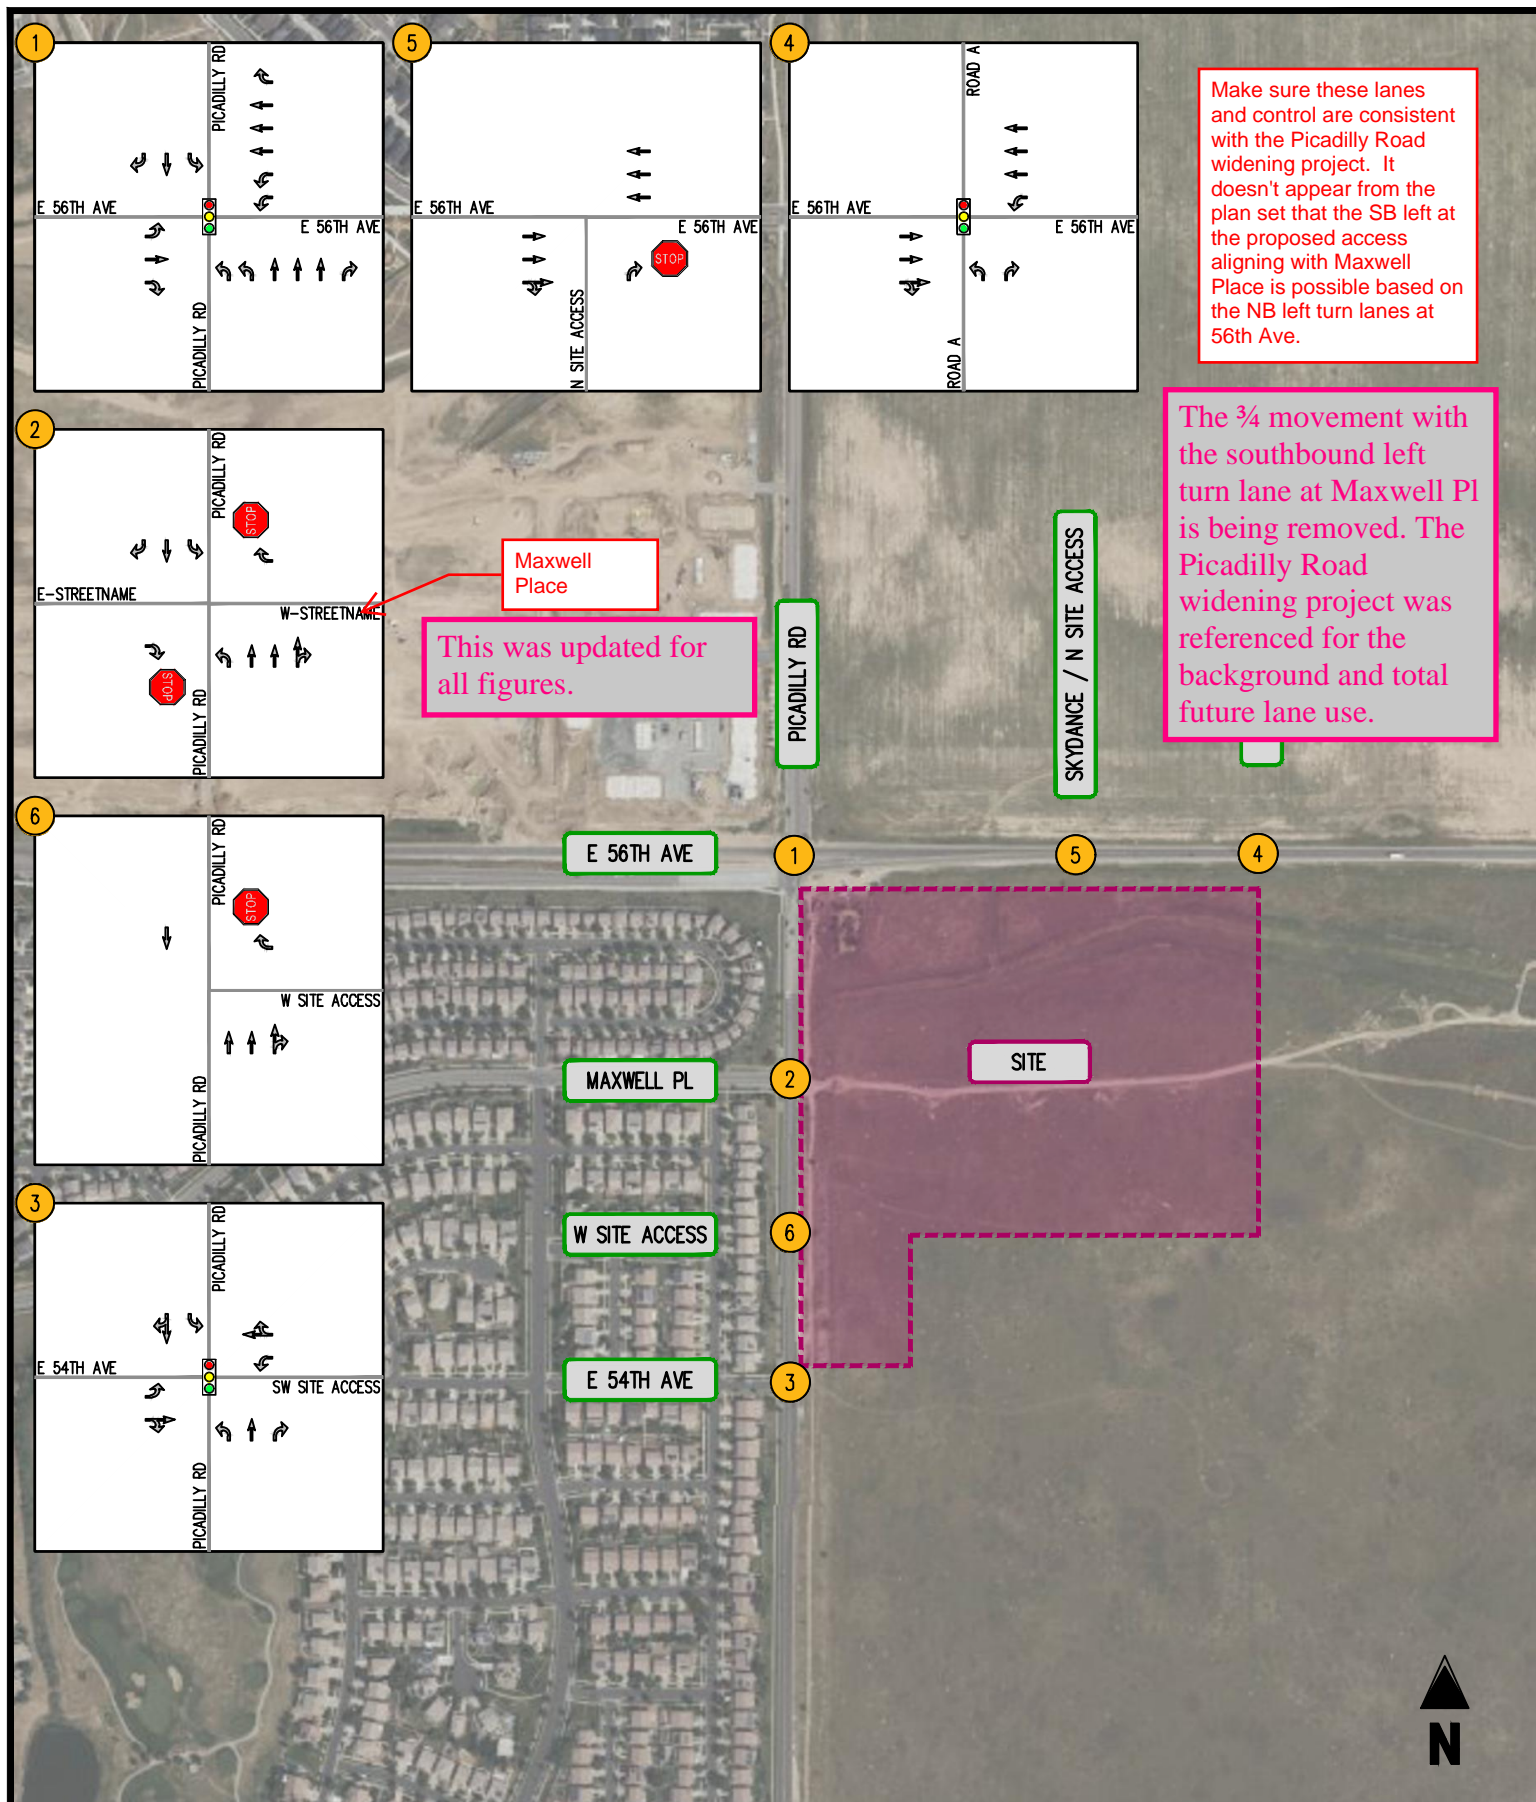 1
PICADILLY RD
E 56TH AVE
E 56TH AVE
PICADILLY RD
5
E 56TH AVE
E 56TH AVE
STOP
N SITE ACCESS
4
ROAD A
E 56TH AVE
E 56TH AVE
ROAD A
Make sure these lanes
and control are consistent
with the Picadilly Road
widening project. It
doesn't appear from the
plan set that the SB left at
the proposed access
aligning with Maxwell
Place is possible based on
the NB left turn lanes at
56th Ave.
The ¾ movement with
the southbound left
turn lane at Maxwell Pl
is being removed. The
Picadilly Road
widening project was
referenced for the
background and total
future lane use.
2
PICADILLY RD
STOP
E-STREETNAME
W-STREETNAME
STOP
PICADILLY RD
Maxwell
Place
This was updated for
all figures.
PICADILLY RD
SKYDANCE / N SITE ACCESS
6
PICADILLY RD
STOP
W SITE ACCESS
PICADILLY RD
E 56TH AVE
1
5
4
SITE
MAXWELL PL
2
W SITE ACCESS
6
3
PICADILLY RD
E 54TH AVE
SW SITE ACCESS
PICADILLY RD
E 54TH AVE
3
N